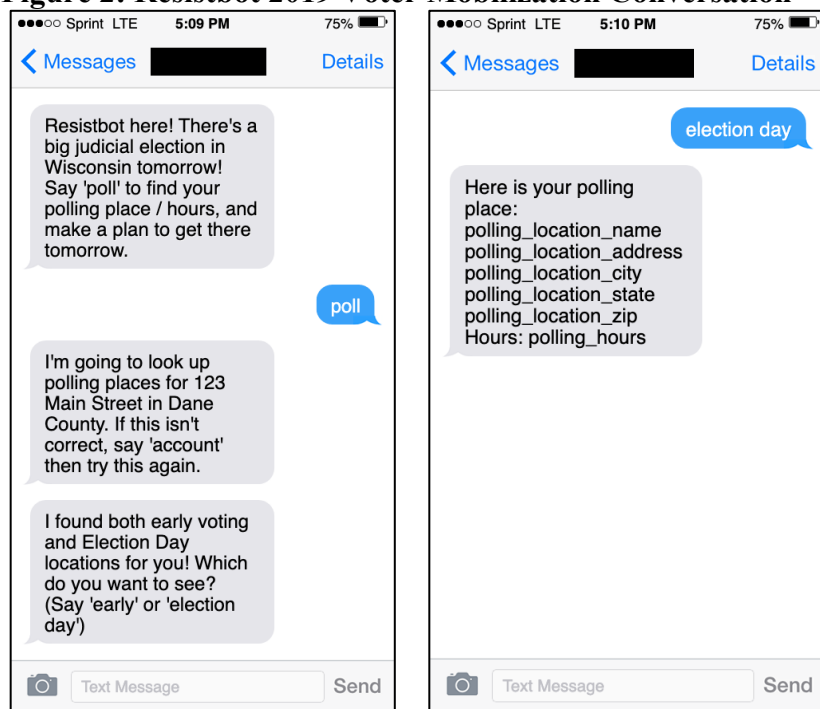 Figure 2: Resistbot 2019 Voter Mobilization Conversation
Sprint LTE 5:09 PM 75%
Messages Details
Resistbot here! There's a
big judicial election in
Wisconsin tomorrow!
Say 'poll' to find your
polling place / hours, and
make a plan to get there
tomorrow.
poll
I'm going to look up
polling places for 123
Main Street in Dane
County. If this isn't
correct, say 'account'
then try this again.
I found both early voting
and Election Day
locations for you! Which
do you want to see?
(Say 'early' or 'election
day')
Text Message Send
Sprint LTE 5:10 PM 75%
Messages Details
election day
Here is your polling
place:
polling_location_name
polling_location_address
polling_location_city
polling_location_state
polling_location_zip
Hours: polling_hours
Text Message Send